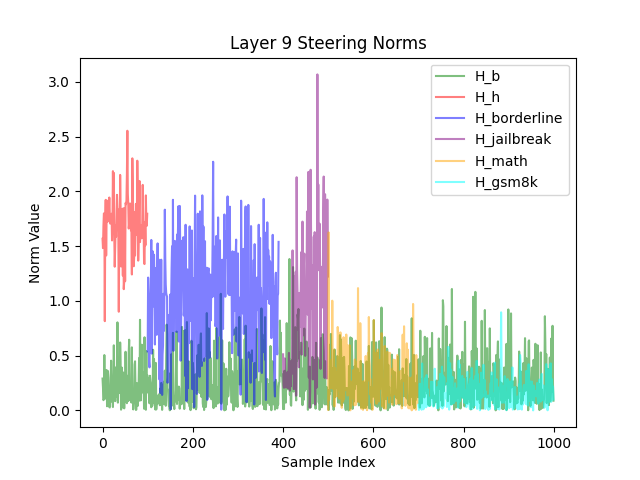 Layer 9 Steering Norms
Norm Value
3.0
2.5
2.0
1.5
1.0
0.5
0.0
H_b
H_h
H_borderline
H_jailbreak
H_math
H_gsm8k
0
200
400
600
800
1000
Sample Index